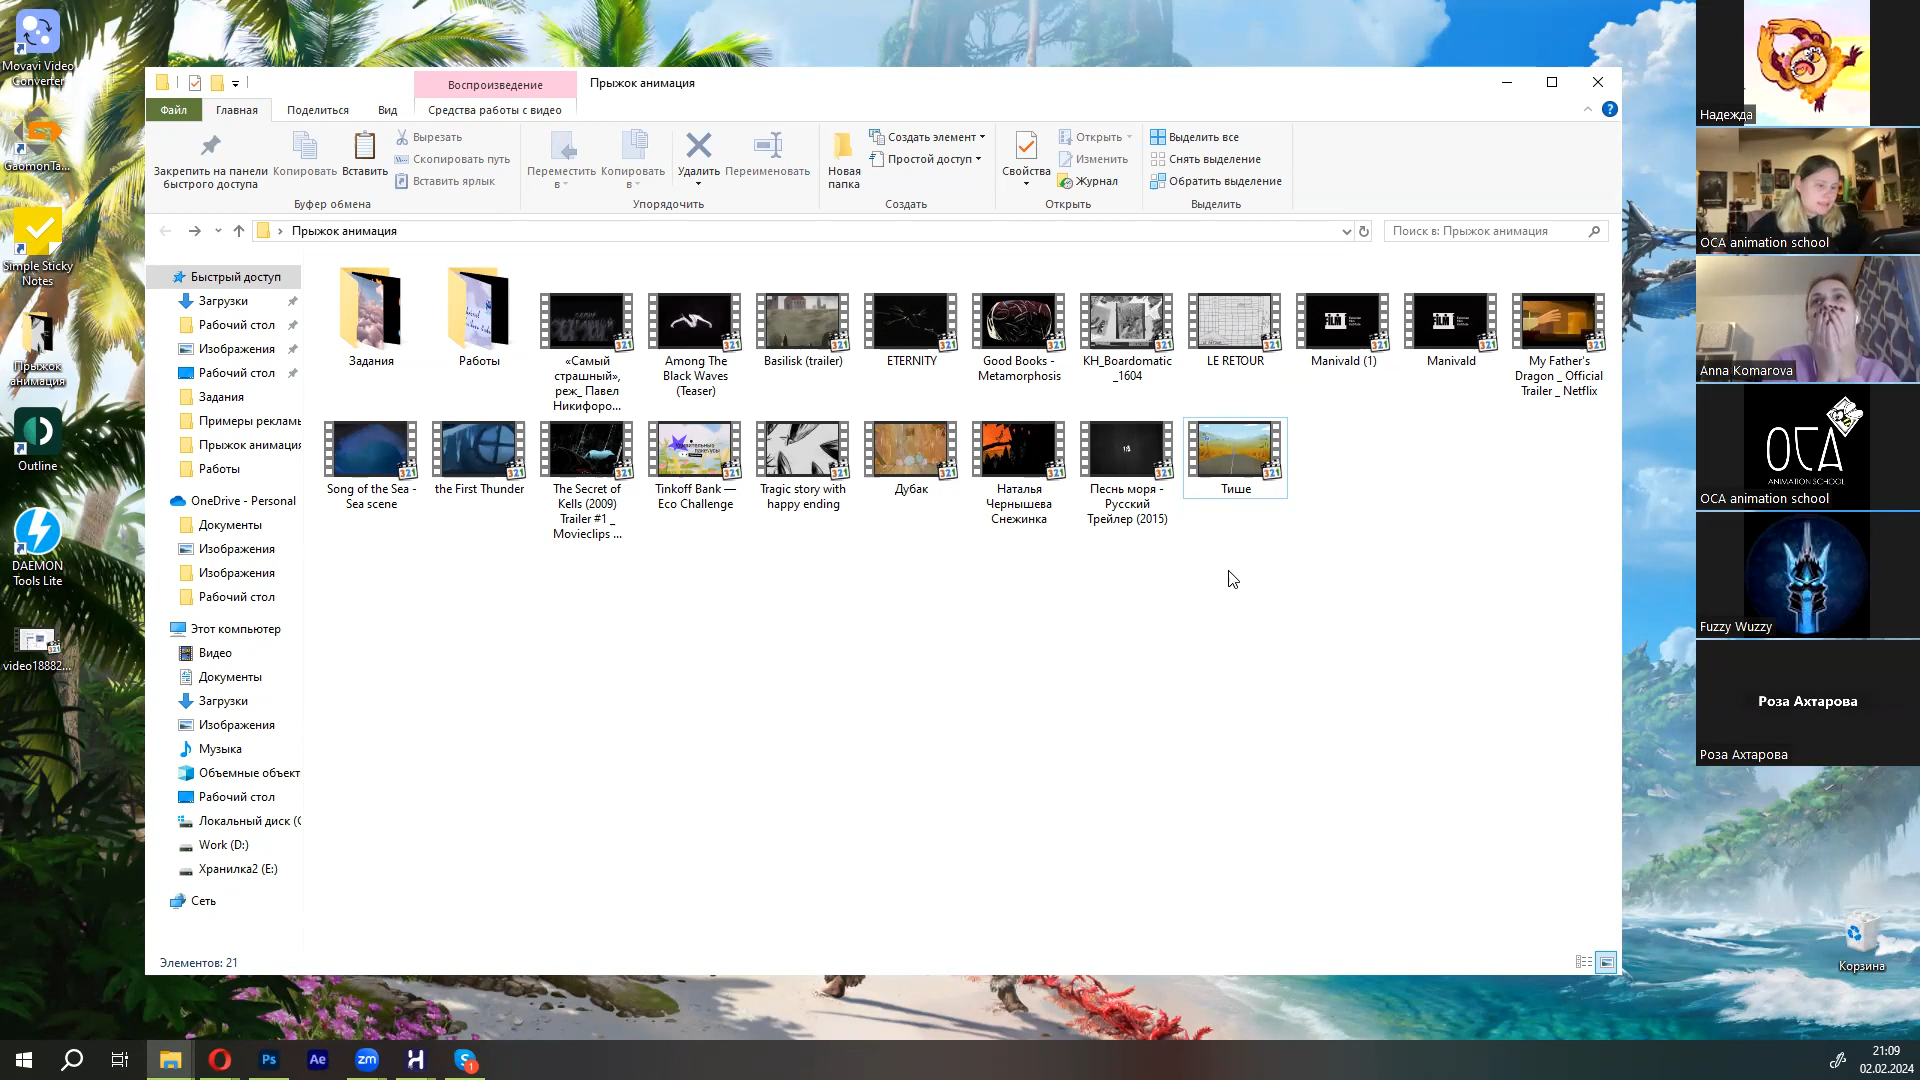 Movavi Video
Converter
GaomonTa...
Simple Sticky
Notes
Прыжок
анимация
Outline
DAEMON
Tools Lite
video18882...
Воспроизведение
Прыжок анимация
Файл
Главная
Поделиться
Вид
Средства работы с видео
Закрепить на панели
быстрого доступа
Копировать
Вставить
Вырезать
Скопировать путь
Вставить ярлык
Буфер обмена
Переместить
в
Копировать
в
Удалить
Переименовать
Упорядочить
Новая
папка
Создать элемент
Простой доступ
Создать
Свойства
Открыть
Изменить
Журнал
Открыть
Выделить все
Снять выделение
Обратить выделение
Выделить
Прыжок анимация
Поиск в: Прыжок анимация
Быстрый доступ
Загрузки
Рабочий стол
Изображения
Рабочий стол
Задания
Примеры рекламь
Прыжок анимация
Работы
OneDrive - Personal
Документы
Изображения
Изображения
Рабочий стол
Этот компьютер
Видео
Документы
Загрузки
Изображения
Музыка
Объемные объект
Рабочий стол
Локальный диск (C
Work (D:)
Хранилка2 (E:)
Сеть
Задания
Работы
«Самый
страшный»,
реж_ Павел
Никифоро...
Among The
Black Waves
(Teaser)
Basilisk (trailer)
ETERNITY
Good Books -
Metamorphosis
KH_Boardomatic
_1604
LE RETOUR
Manivald (1)
Manivald
My Father's
Dragon _ Official
Trailer _ Netflix
Song of the Sea -
Sea scene
the First Thunder
The Secret of
Kells (2009)
Trailer #1 _
Movieclips ...
Tinkoff Bank —
Eco Challenge
Tragic story with
happy ending
Дубак
Наталья
Чернышева
Снежинка
Песнь моря -
Русский
Трейлер (2015)
Тише
Элементов: 21
Надежда
OCA animation school
Anna Komarova
OCA
ANIMATION SCHOOL
OCA animation school
Fuzzy Wuzzy
Роза Ахтарова
Роза Ахтарова
Корзина
Ps
Ae
zm
1
21:09
02.02.2024